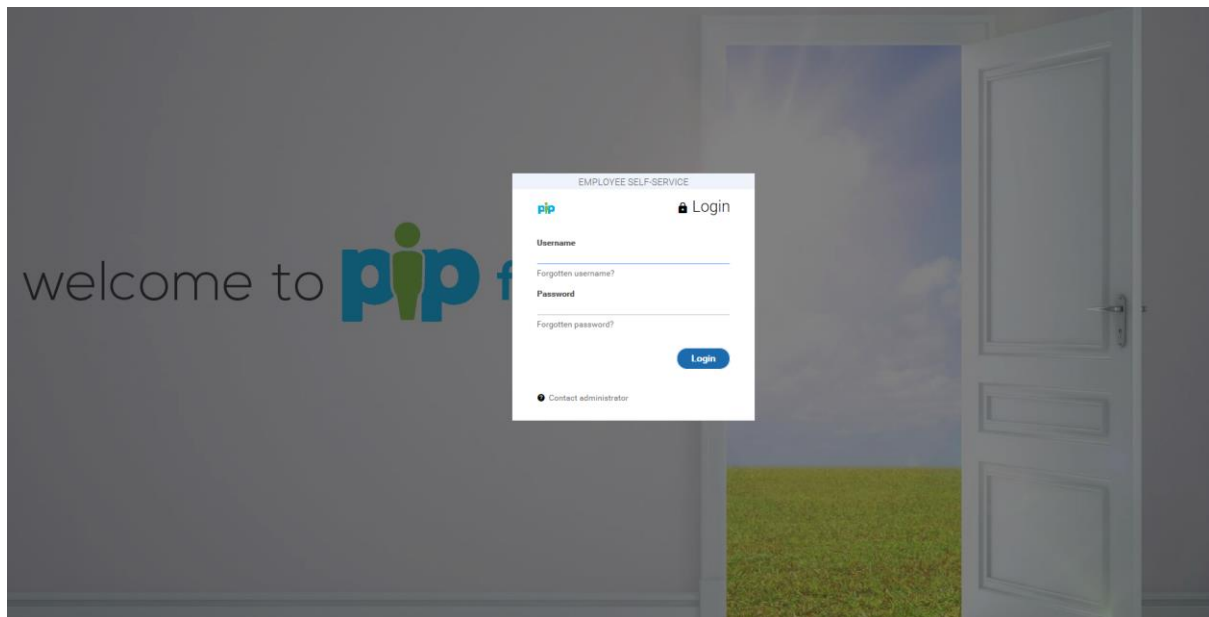 EMPLOYEE SELF-SERVICE
pip
Login
Username
Forgotten username?
welcome to pip f
Password
Forgotten password?
Login
Contact administrator